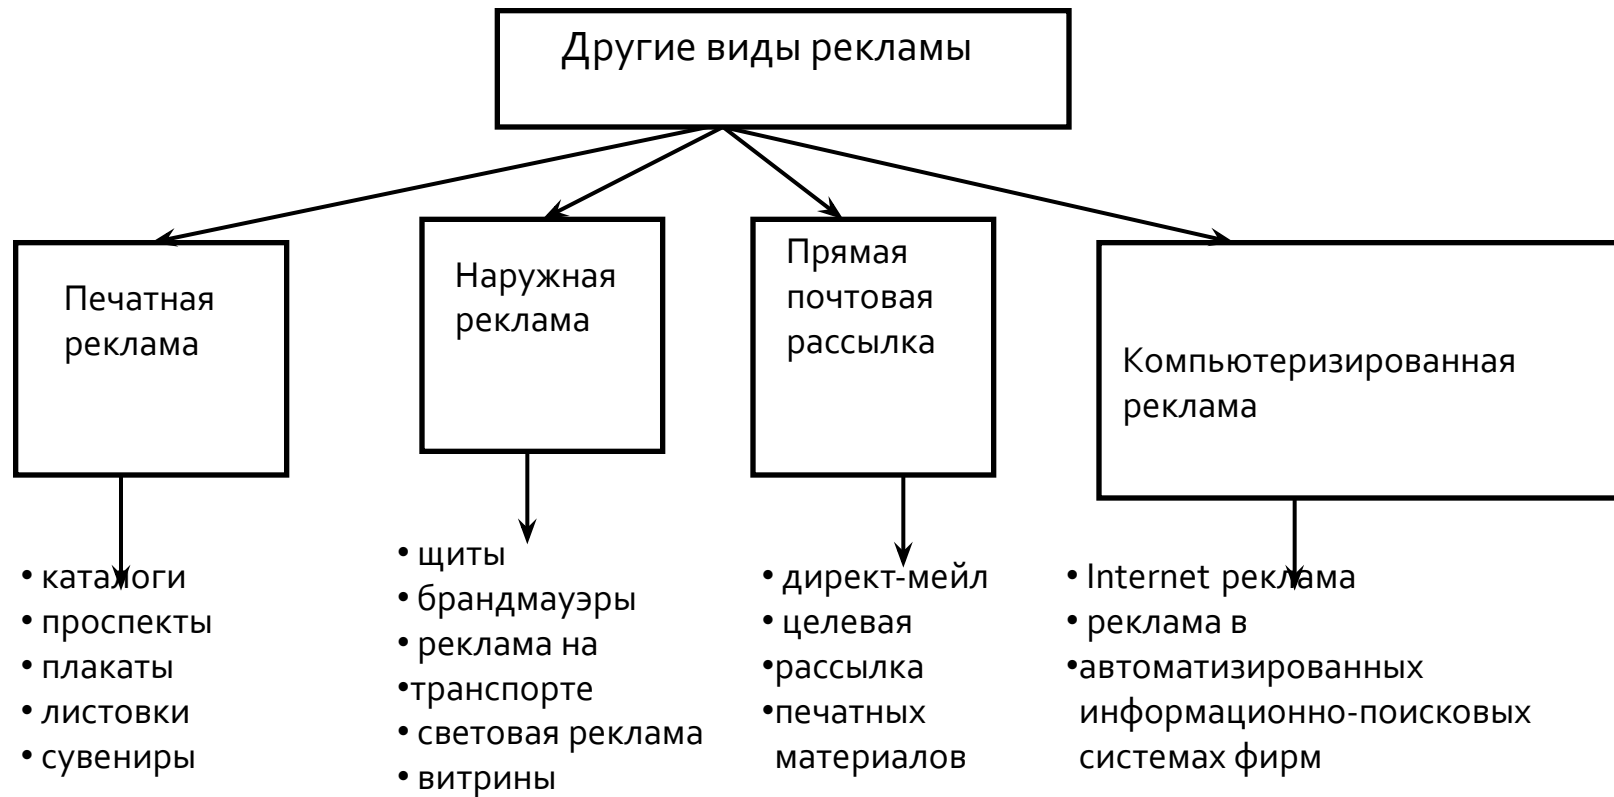 Другие виды рекламы
Печатная
реклама
Наружная
реклама
Прямая
почтовая
рассылка
Компьютеризированная
реклама
• каталоги
• проспекты
• плакаты
• листовки
• сувениры
• щиты
• брандмауэры
• реклама на
•транспорте
• световая реклама
• витрины
• директ-мейл
• целевая
•рассылка
•печатных
материалов
• Internet реклама
• реклама в
•автоматизированных
информационно-поисковых
системах фирм